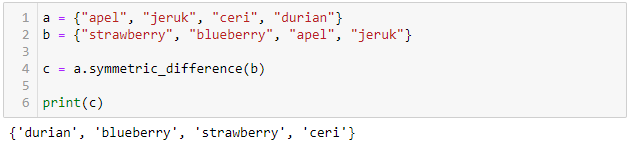 1 a = {"apel", "jeruk", "ceri", "durian"}
2 b = {"strawberry", "blueberry", "apel", "jeruk"}
3
4 c = a.symmetric_difference(b)
5
6 print(c)
{'durian', 'blueberry', 'strawberry', 'ceri'}